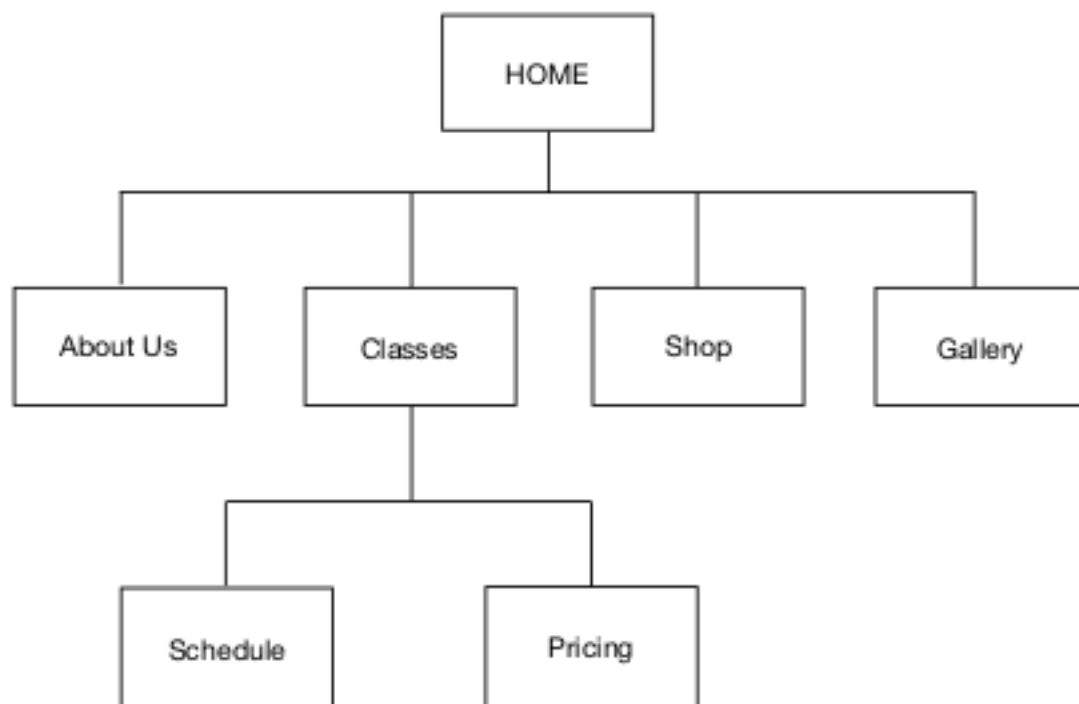 HOME
About Us
Classes
Shop
Gallery
Schedule
Pricing